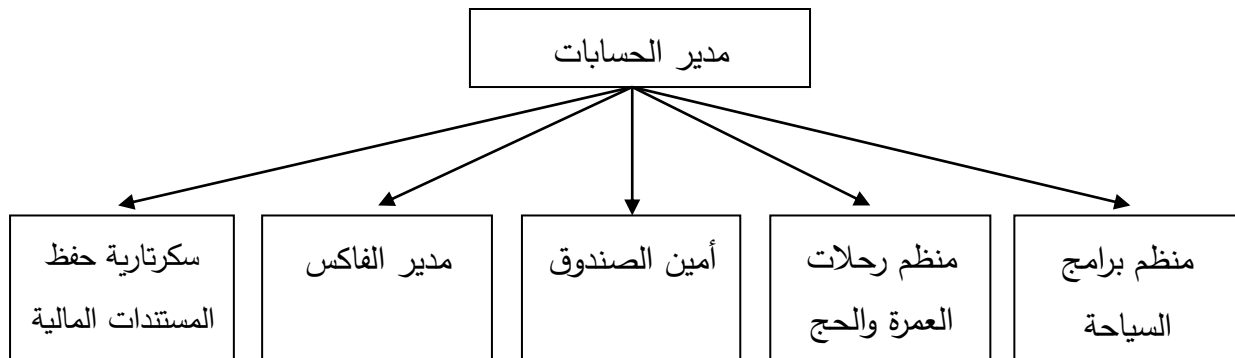 مدير الحسابات
منظم برامج
السياحة
منظم رحلات
العمرة والحج
أمين الصندوق
مدير الفاكس
سكرتارية حفظ
المستندات المالية